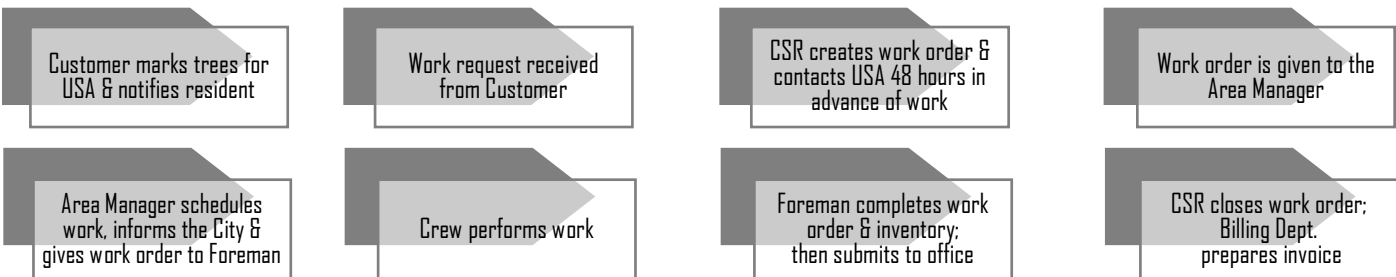 Customer marks trees for
USA & notifies resident
Work request received
from Customer
CSR creates work order &
contacts USA 48 hours in
advance of work
Work order is given to the
Area Manager
Area Manager schedules
work, informs the City &
gives work order to Foreman
Crew performs work
Foreman completes work
order & inventory;
then submits to office
CSR closes work order;
Billing Dept.
prepares invoice